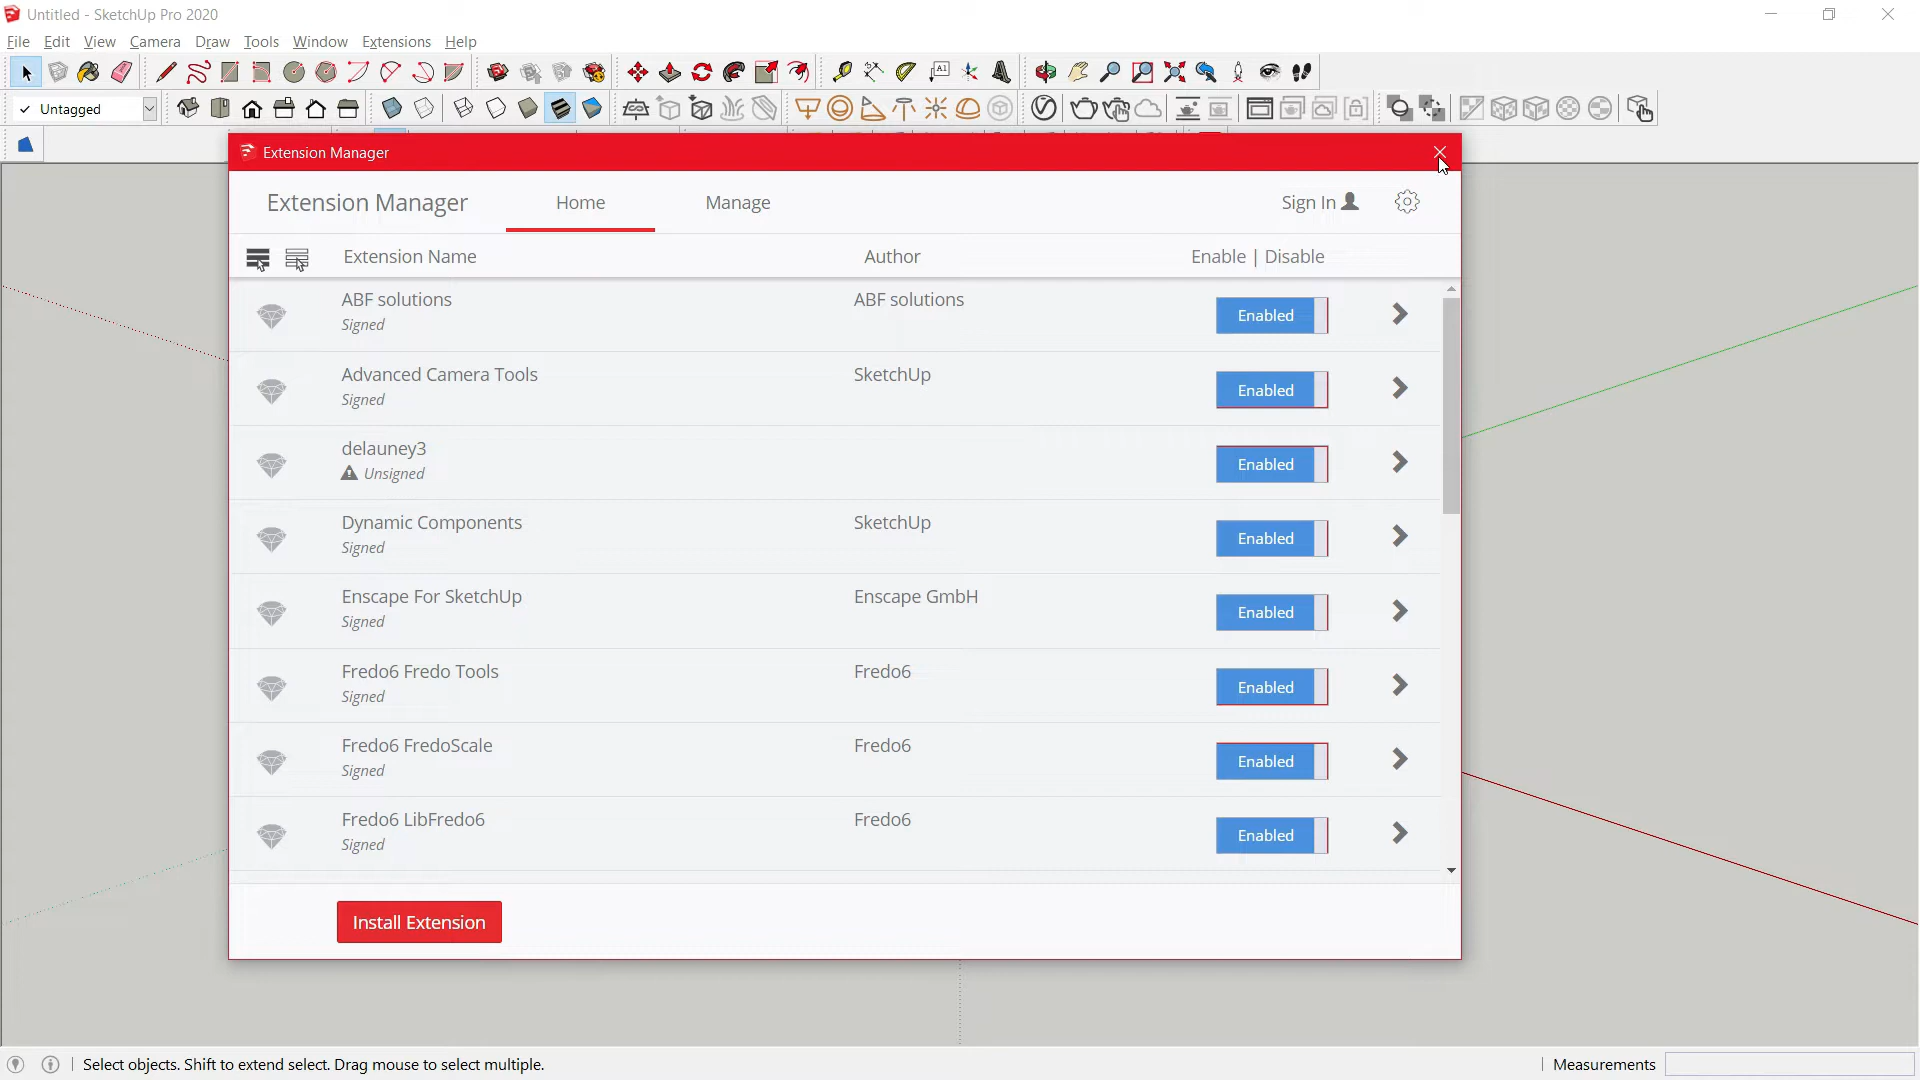 Untitled - SketchUp Pro 2020
File Edit View Camera Draw Tools Window Extensions Help
A1
Untagged
Extension Manager
Extension Manager Home Manage Sign In
Extension Name Author Enable | Disable
ABF solutions ABF solutions Enabled
Signed
Advanced Camera Tools SketchUp Enabled
Signed
delauney3 Enabled
Unsigned
Dynamic Components SketchUp Enabled
Signed
Enscape For SketchUp Enscape GmbH Enabled
Signed
Fredo6 Fredo Tools Fredo6 Enabled
Signed
Fredo6 FredoScale Fredo6 Enabled
Signed
Fredo6 LibFredo6 Fredo6 Enabled
Signed
Install Extension
Select objects. Shift to extend select. Drag mouse to select multiple. Measurements